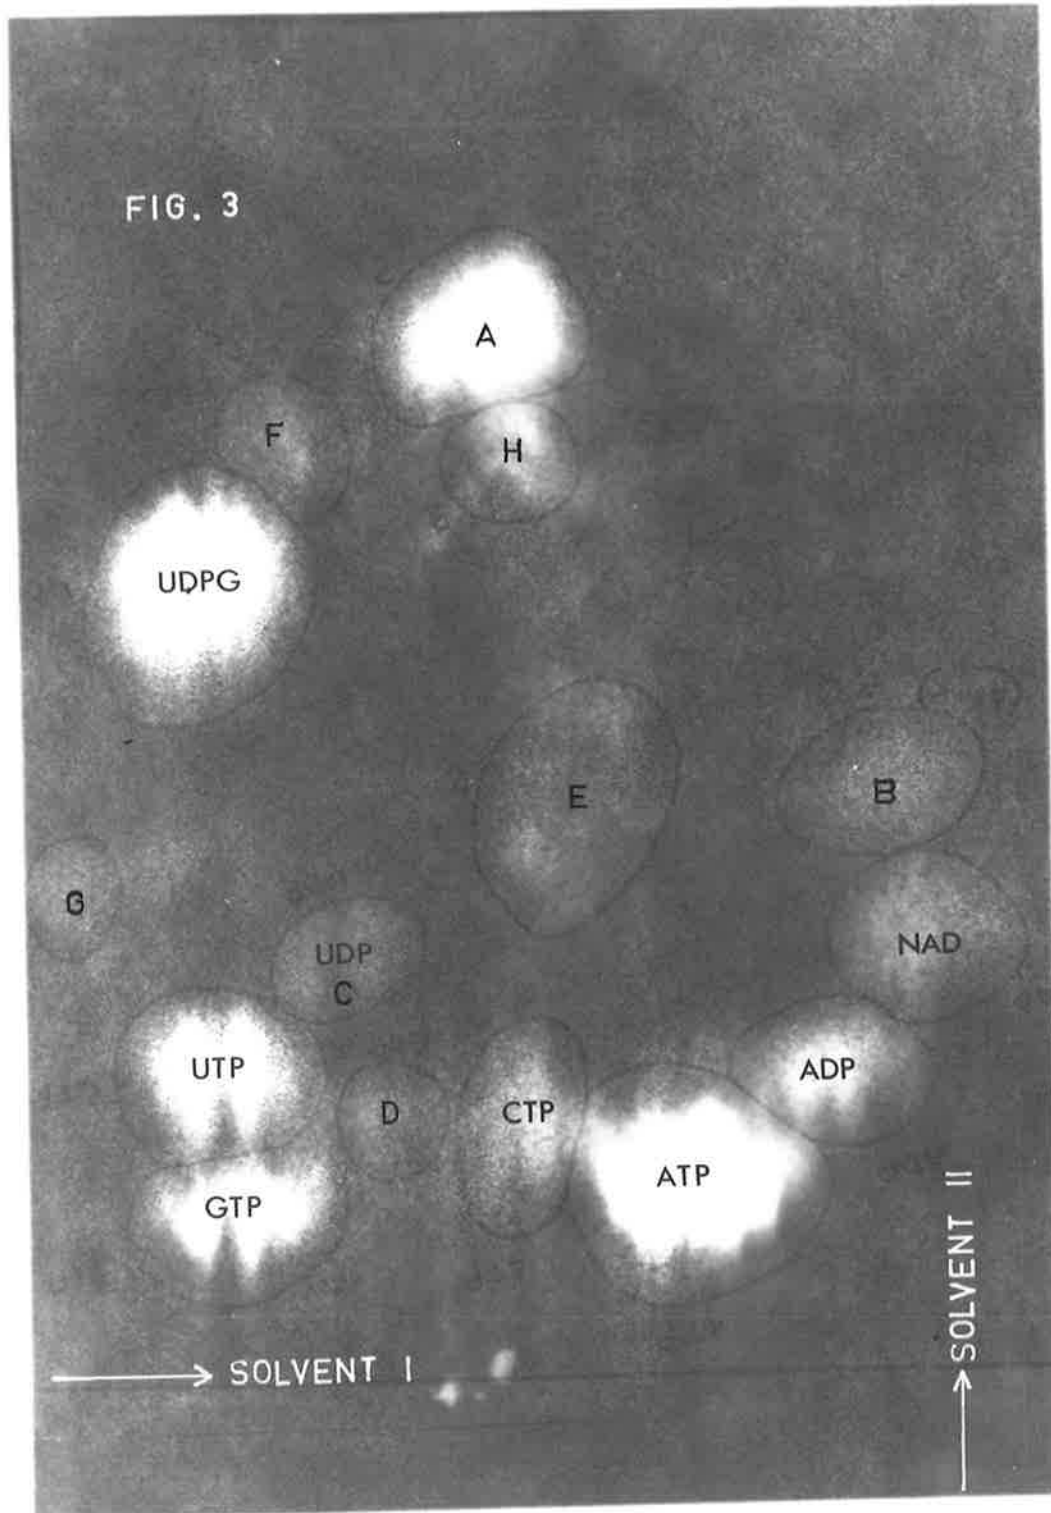 FIG. 3
A
F
H
UDPG
E
B
G
UDP
C
NAD
UTP
ADP
D
CTP
ATP
GTP
SOLVENT I
SOLVENT II